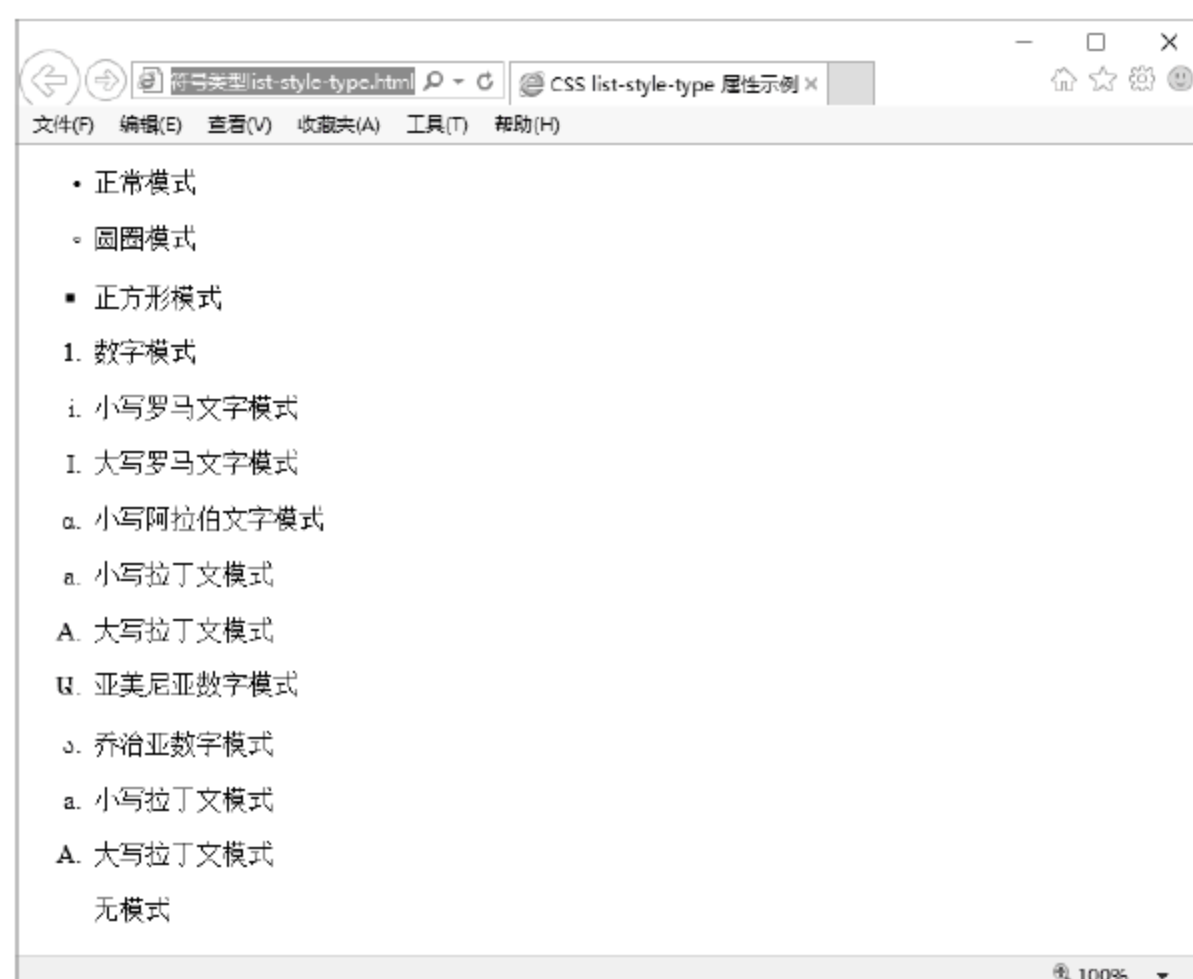 符号类型list-style-type.html
CSS list-style-type 属性示例
文件(F) 编辑(E) 查看(V) 收藏夹(A) 工具(T) 帮助(H)
• 正常模式
◦ 圆圈模式
▪ 正方形模式
1. 数字模式
i. 小写罗马文字模式
I. 大写罗马文字模式
α. 小写阿拉伯文字模式
a. 小写拉丁文模式
A. 大写拉丁文模式
Ա. 亚美尼亚数字模式
ა. 乔治亚数字模式
a. 小写拉丁文模式
A. 大写拉丁文模式
无模式
100%